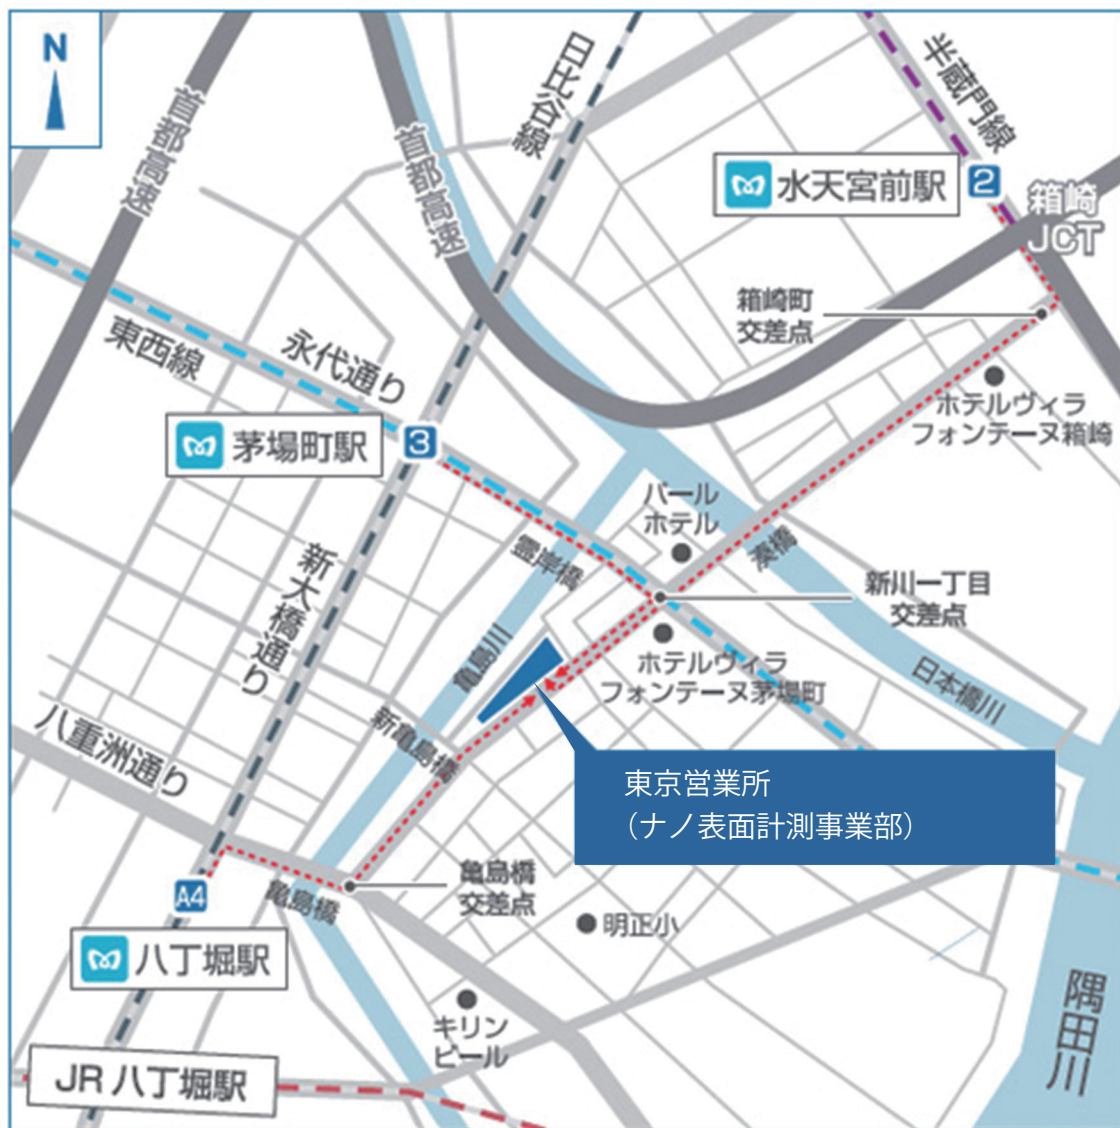 N
首都高速
首都高速
日比谷線
半蔵門線
水天宮前駅
2
箱崎
JCT
箱崎町
交差点
ホテルヴィラ
フォンテーヌ箱崎
東西線
永代通り
茅場町駅
3
パール
ホテル
湊橋
霊岸橋
新川一丁目
交差点
新大橋通り
亀島川
ホテルヴィラ
フォンテーヌ茅場町
日本橋川
新亀島橋
八重洲通り
東京営業所
（ナノ表面計測事業部）
亀島橋
交差点
A4
亀島橋
明正小
八丁堀駅
キリン
ビール
隅田川
JR 八丁堀駅